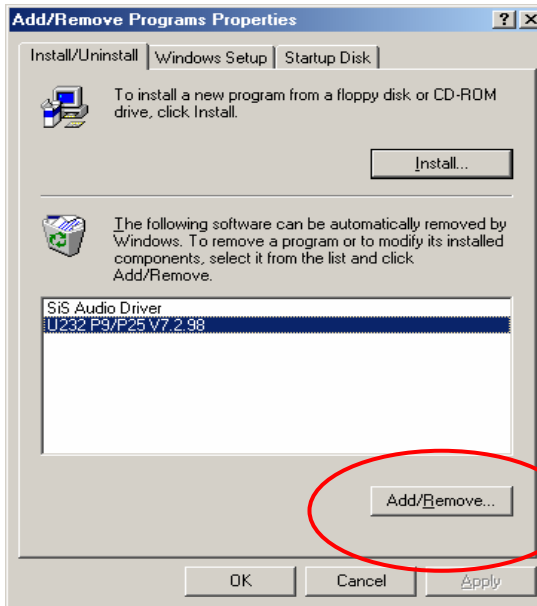 Add/Remove Programs Properties
Install/Uninstall Windows Setup Startup Disk
To install a new program from a floppy disk or CD-ROM
drive, click Install.
Install...
The following software can be automatically removed by
Windows. To remove a program or to modify its installed
components, select it from the list and click
Add/Remove.
SiS Audio Driver
U232 P9/P25 V7.2.98
Add/Remove...
OK Cancel Apply